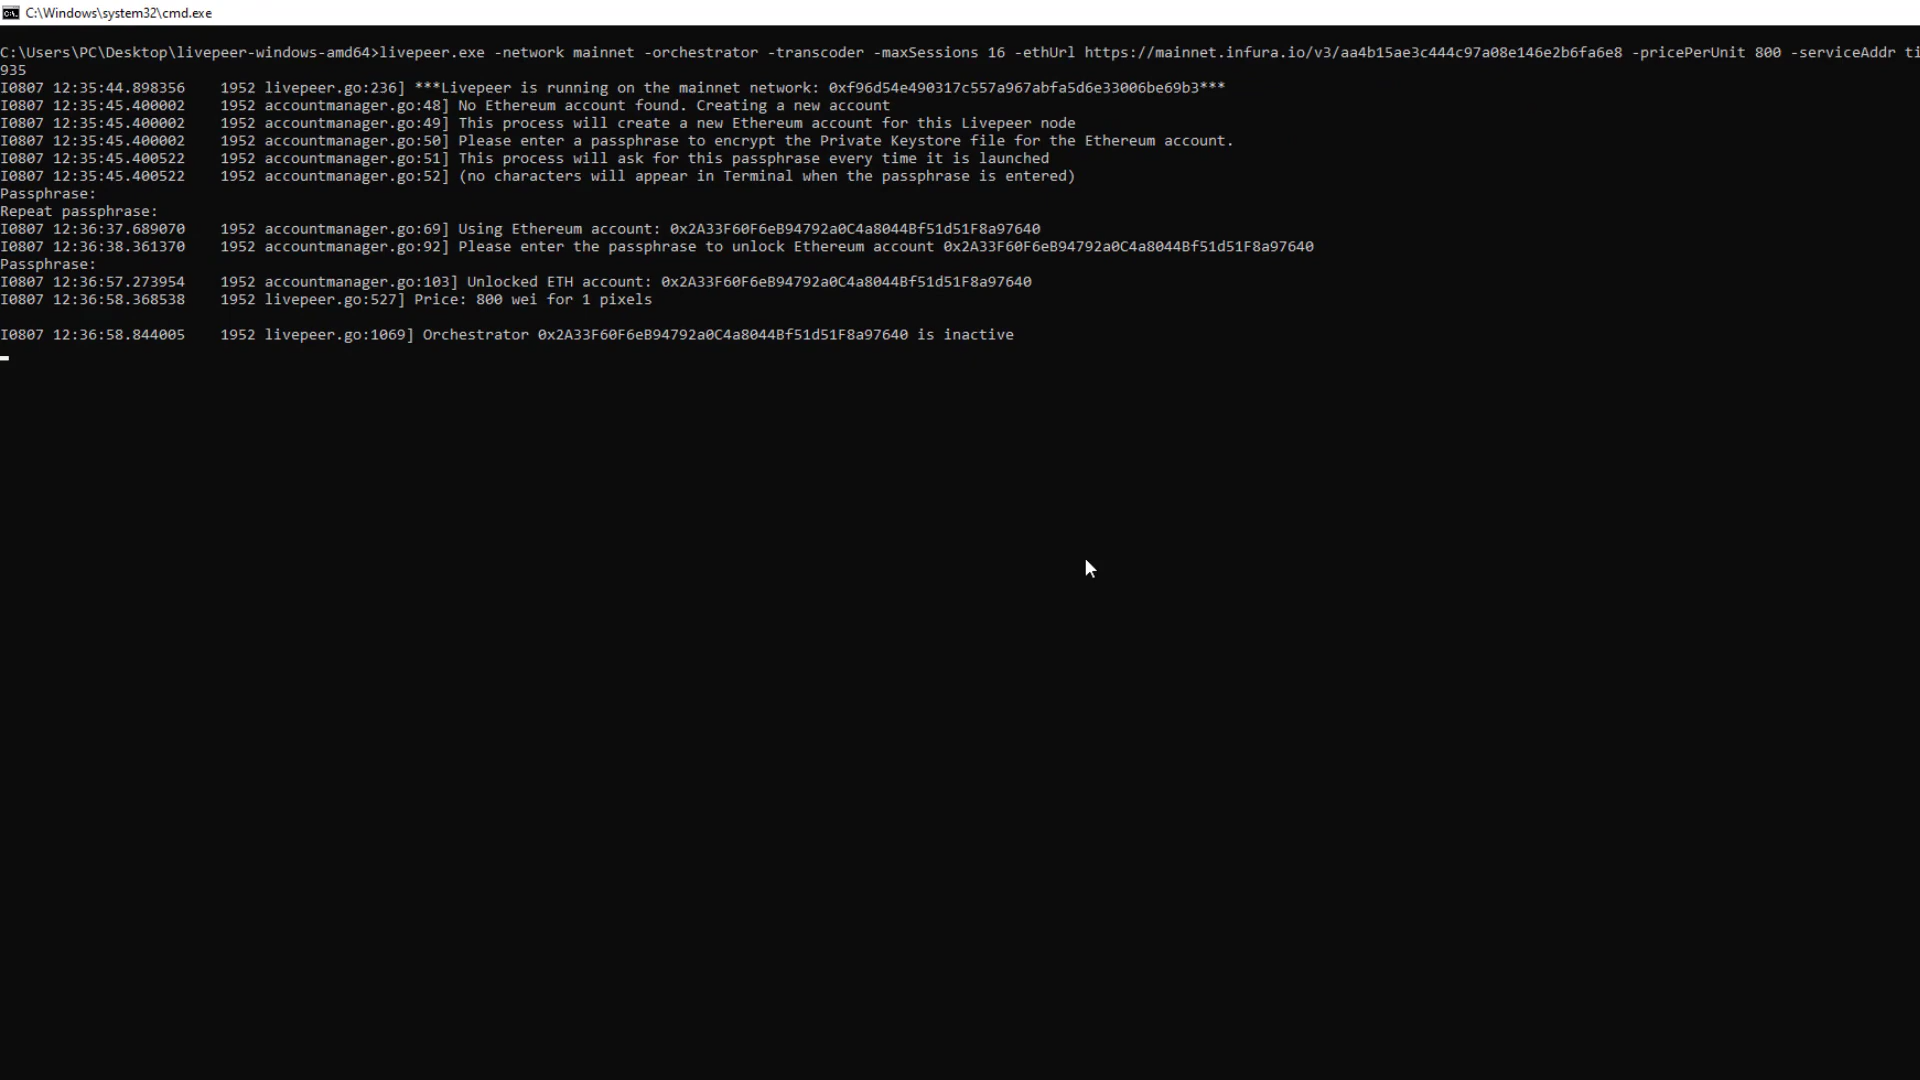 C:\Windows\system32\cmd.exe
C:\Users\PC\Desktop\livepeer-windows-amd64>livepeer.exe -network mainnet -orchestrator -transcoder -maxSessions 16 -ethUrl https://mainnet.infura.io/v3/aa4b15ae3c444c97a08e146e2b6fa6e8 -pricePerUnit 800 -serviceAddr ti
935
I0807 12:35:44.898356    1952 livepeer.go:236] ***Livepeer is running on the mainnet network: 0xf96d54e490317c557a967abfa5d6e33006be69b3***
I0807 12:35:45.400002    1952 accountmanager.go:48] No Ethereum account found. Creating a new account
I0807 12:35:45.400002    1952 accountmanager.go:49] This process will create a new Ethereum account for this Livepeer node
I0807 12:35:45.400002    1952 accountmanager.go:50] Please enter a passphrase to encrypt the Private Keystore file for the Ethereum account.
I0807 12:35:45.400522    1952 accountmanager.go:51] This process will ask for this passphrase every time it is launched
I0807 12:35:45.400522    1952 accountmanager.go:52] (no characters will appear in Terminal when the passphrase is entered)
Passphrase:
Repeat passphrase:
I0807 12:36:37.689070    1952 accountmanager.go:69] Using Ethereum account: 0x2A33F60F6eB94792a0C4a8044Bf51d51F8a97640
I0807 12:36:38.361370    1952 accountmanager.go:92] Please enter the passphrase to unlock Ethereum account 0x2A33F60F6eB94792a0C4a8044Bf51d51F8a97640
Passphrase:
I0807 12:36:57.273954    1952 accountmanager.go:103] Unlocked ETH account: 0x2A33F60F6eB94792a0C4a8044Bf51d51F8a97640
I0807 12:36:58.368538    1952 livepeer.go:527] Price: 800 wei for 1 pixels
I0807 12:36:58.844005    1952 livepeer.go:1069] Orchestrator 0x2A33F60F6eB94792a0C4a8044Bf51d51F8a97640 is inactive